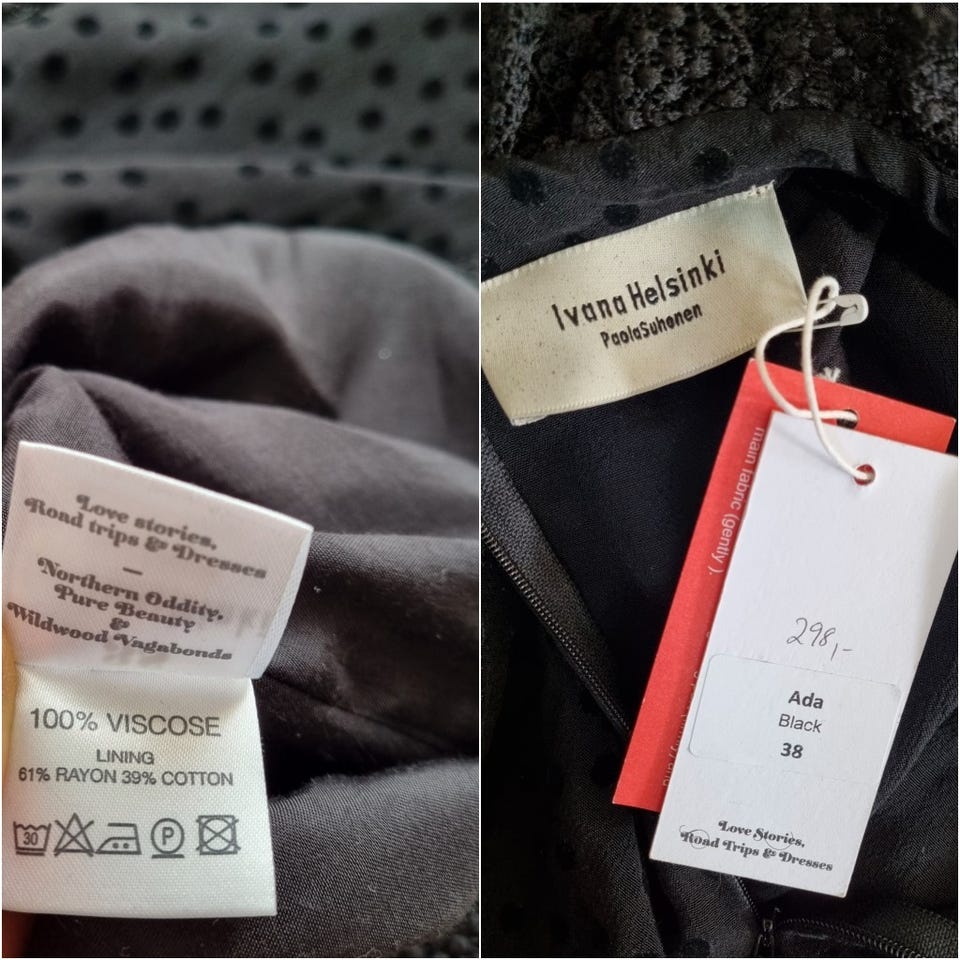 Love stories,
Road trips & Dresses
—
Northern Oddity,
Pure Beauty
&
Wildwood Vagabonds
100% VISCOSE
LINING
61% RAYON 39% COTTON
30
P
Ivana Helsinki
PaolaSuhonen
main fabric (gently ).
298,-
Ada
Black
38
Love Stories,
Road Trips & Dresses